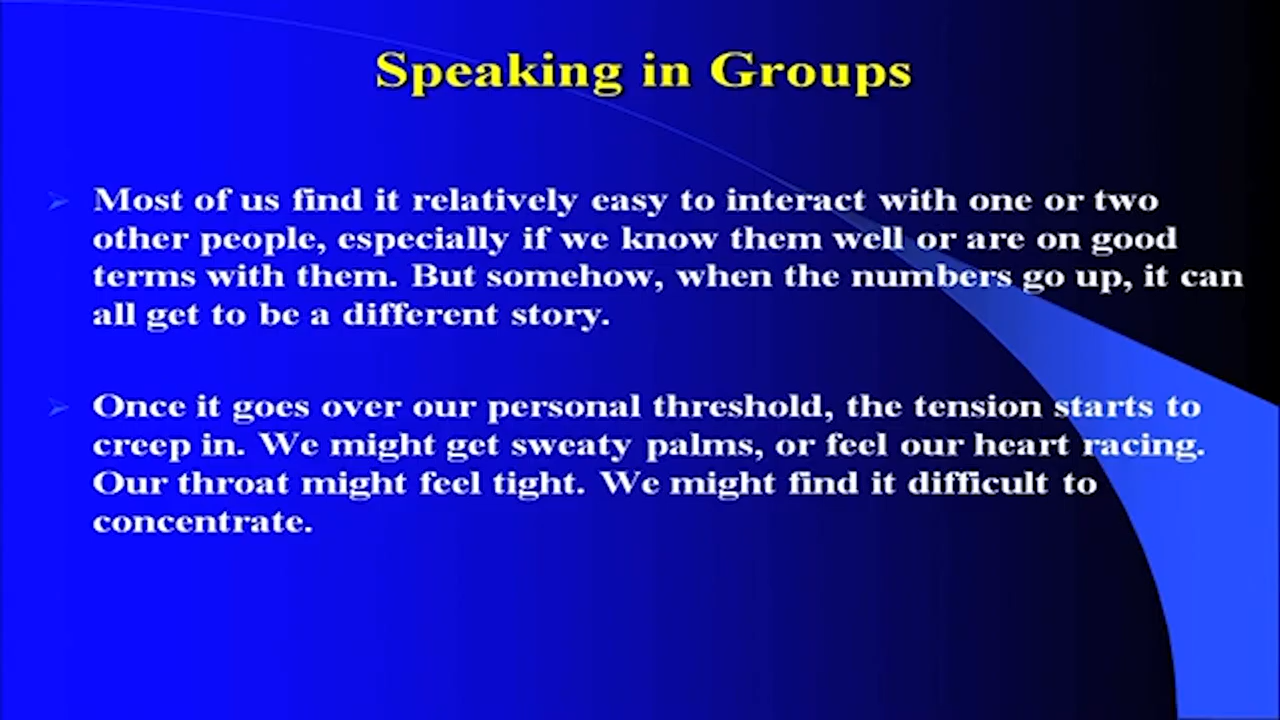 Speaking in Groups
Most of us find it relatively easy to interact with one or two
other people, especially if we know them well or are on good
terms with them. But somehow, when the numbers go up, it can
all get to be a different story.
Once it goes over our personal threshold, the tension starts to
creep in. We might get sweaty palms, or feel our heart racing.
Our throat might feel tight. We might find it difficult to
concentrate.